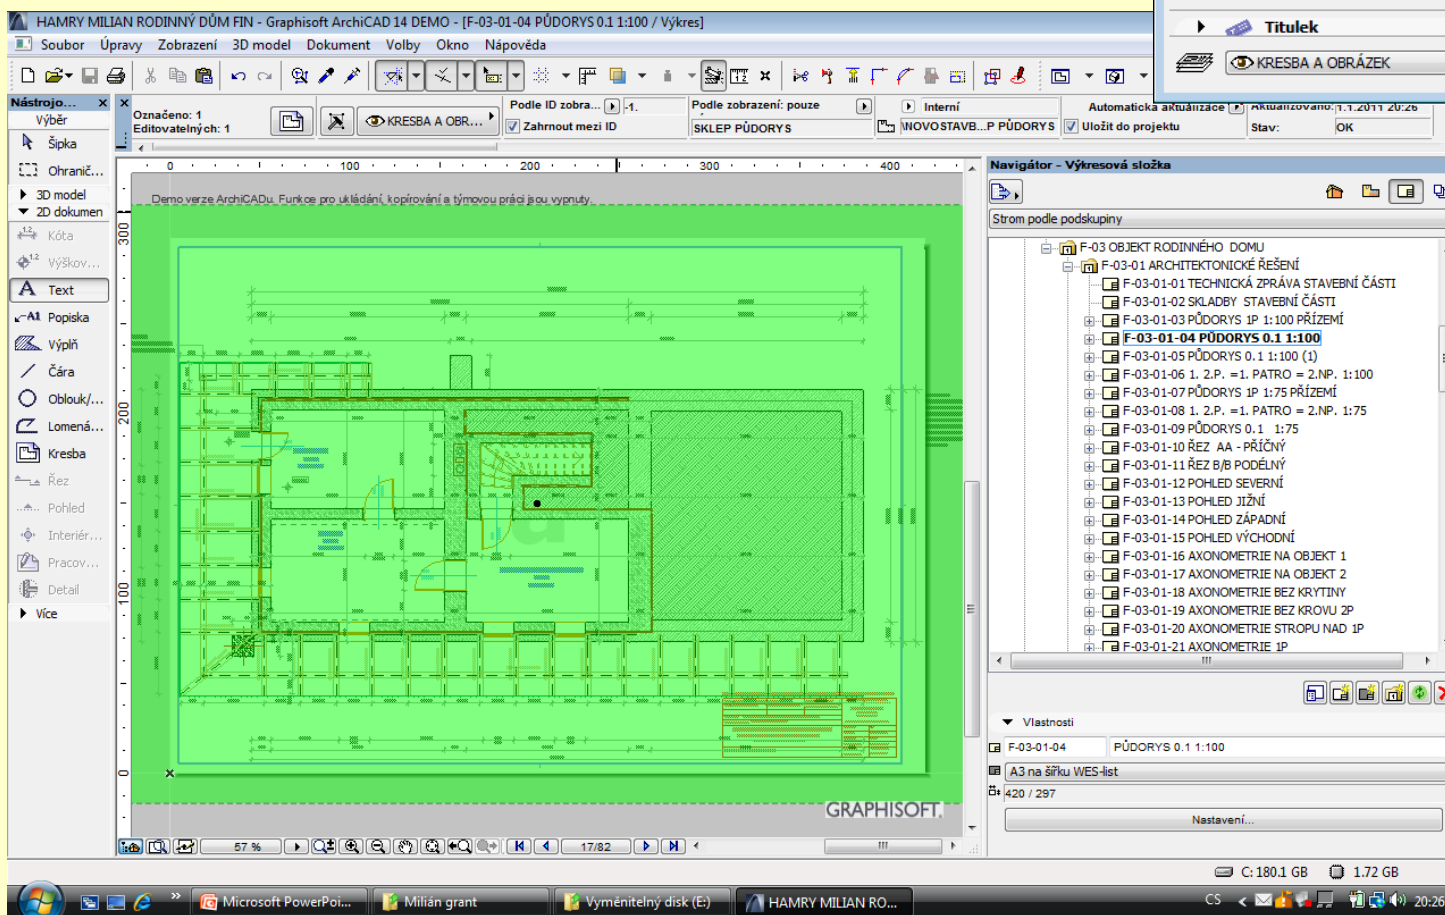 HAMRY MILIAN RODINNÝ DŮM FIN - Graphisoft ArchiCAD 14 DEMO - [F-03-01-04 PŮDORYS 0.1 1:100 / Výkres]
Titulek
Soubor Úpravy Zobrazení 3D model Dokument Volby Okno Nápověda
KRESBA A OBRÁZEK
Nástrojo... x
Výběr
Šipka
Ohranič...
3D model
2D dokumen
Kóta
Výškov...
Text
Popiska
Výplň
Čára
Oblouk/...
Lomená...
Kresba
Řez
Pohled
Interiér...
Pracov...
Detail
Více
Označeno: 1
Editovatelných: 1
KRESBA A OBR...
Podle ID zobra... -1.
Zahrnout mezi ID
Podle zobrazení: pouze
SKLEP PŮDORYS
Interní
\NOVOSTAVB...P PŮDORYS
Automatická aktualizace
Uložit do projektu
Aktualizováno: 1.1.2011 20:26
Stav: OK
0 100 200 300 400
300
200
100
0
Demo verze ArchiCADu. Funkce pro ukládání, kopírování a týmovou práci jsou vypnuty.
GRAPHISOFT.
57 % 17/82
Navigátor - Výkresová složka
Strom podle podskupiny
F-03 OBJEKT RODINNÉHO DOMU
F-03-01 ARCHITEKTONICKÉ ŘEŠENÍ
F-03-01-01 TECHNICKÁ ZPRÁVA STAVEBNÍ ČÁSTI
F-03-01-02 SKLADBY STAVEBNÍ ČÁSTI
F-03-01-03 PŮDORYS 1P 1:100 PŘÍZEMÍ
F-03-01-04 PŮDORYS 0.1 1:100
F-03-01-05 PŮDORYS 0.1 1:100 (1)
F-03-01-06 1. 2.P. =1. PATRO = 2.NP. 1:100
F-03-01-07 PŮDORYS 1P 1:75 PŘÍZEMÍ
F-03-01-08 1. 2.P. =1. PATRO = 2.NP. 1:75
F-03-01-09 PŮDORYS 0.1 1:75
F-03-01-10 ŘEZ AA - PŘÍČNÝ
F-03-01-11 ŘEZ B/B PODÉLNÝ
F-03-01-12 POHLED SEVERNÍ
F-03-01-13 POHLED JIŽNÍ
F-03-01-14 POHLED ZÁPADNÍ
F-03-01-15 POHLED VÝCHODNÍ
F-03-01-16 AXONOMETRIE NA OBJEKT 1
F-03-01-17 AXONOMETRIE NA OBJEKT 2
F-03-01-18 AXONOMETRIE BEZ KRYTINY
F-03-01-19 AXONOMETRIE BEZ KROVU 2P
F-03-01-20 AXONOMETRIE STROPU NAD 1P
F-03-01-21 AXONOMETRIE 1P
Vlastnosti
F-03-01-04 PŮDORYS 0.1 1:100
A3 na šířku WES-list
420 / 297
Nastavení...
C: 180.1 GB 1.72 GB
Microsoft PowerPoi... Milián grant Vyměnitelný disk (E:) HAMRY MILIAN RO... CS 20:26